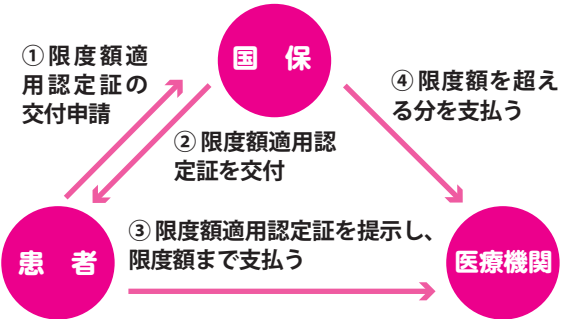 国 保
①限度額適
用認定証の
交付申請
④限度額を超え
る分を支払う
②限度額適用認
定証を交付
③限度額適用認定証を提示し、
限度額まで支払う
患 者
医療機関